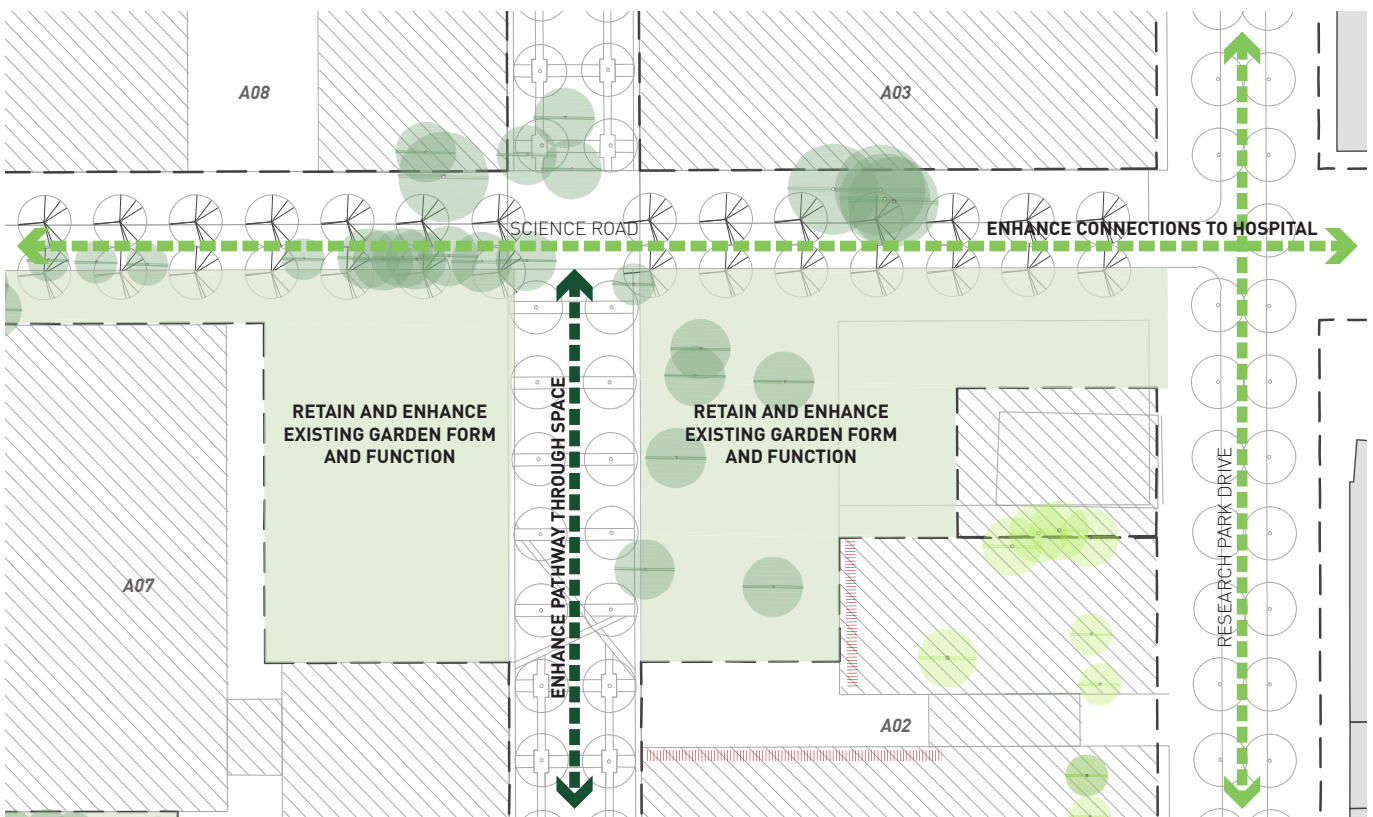 A08
A03
SCIENCE ROAD
ENHANCE CONNECTIONS TO HOSPITAL
RETAIN AND ENHANCE
EXISTING GARDEN FORM
AND FUNCTION
ENHANCE PATHWAY THROUGH SPACE
RETAIN AND ENHANCE
EXISTING GARDEN FORM
AND FUNCTION
RESEARCH PARK DRIVE
A07
A02